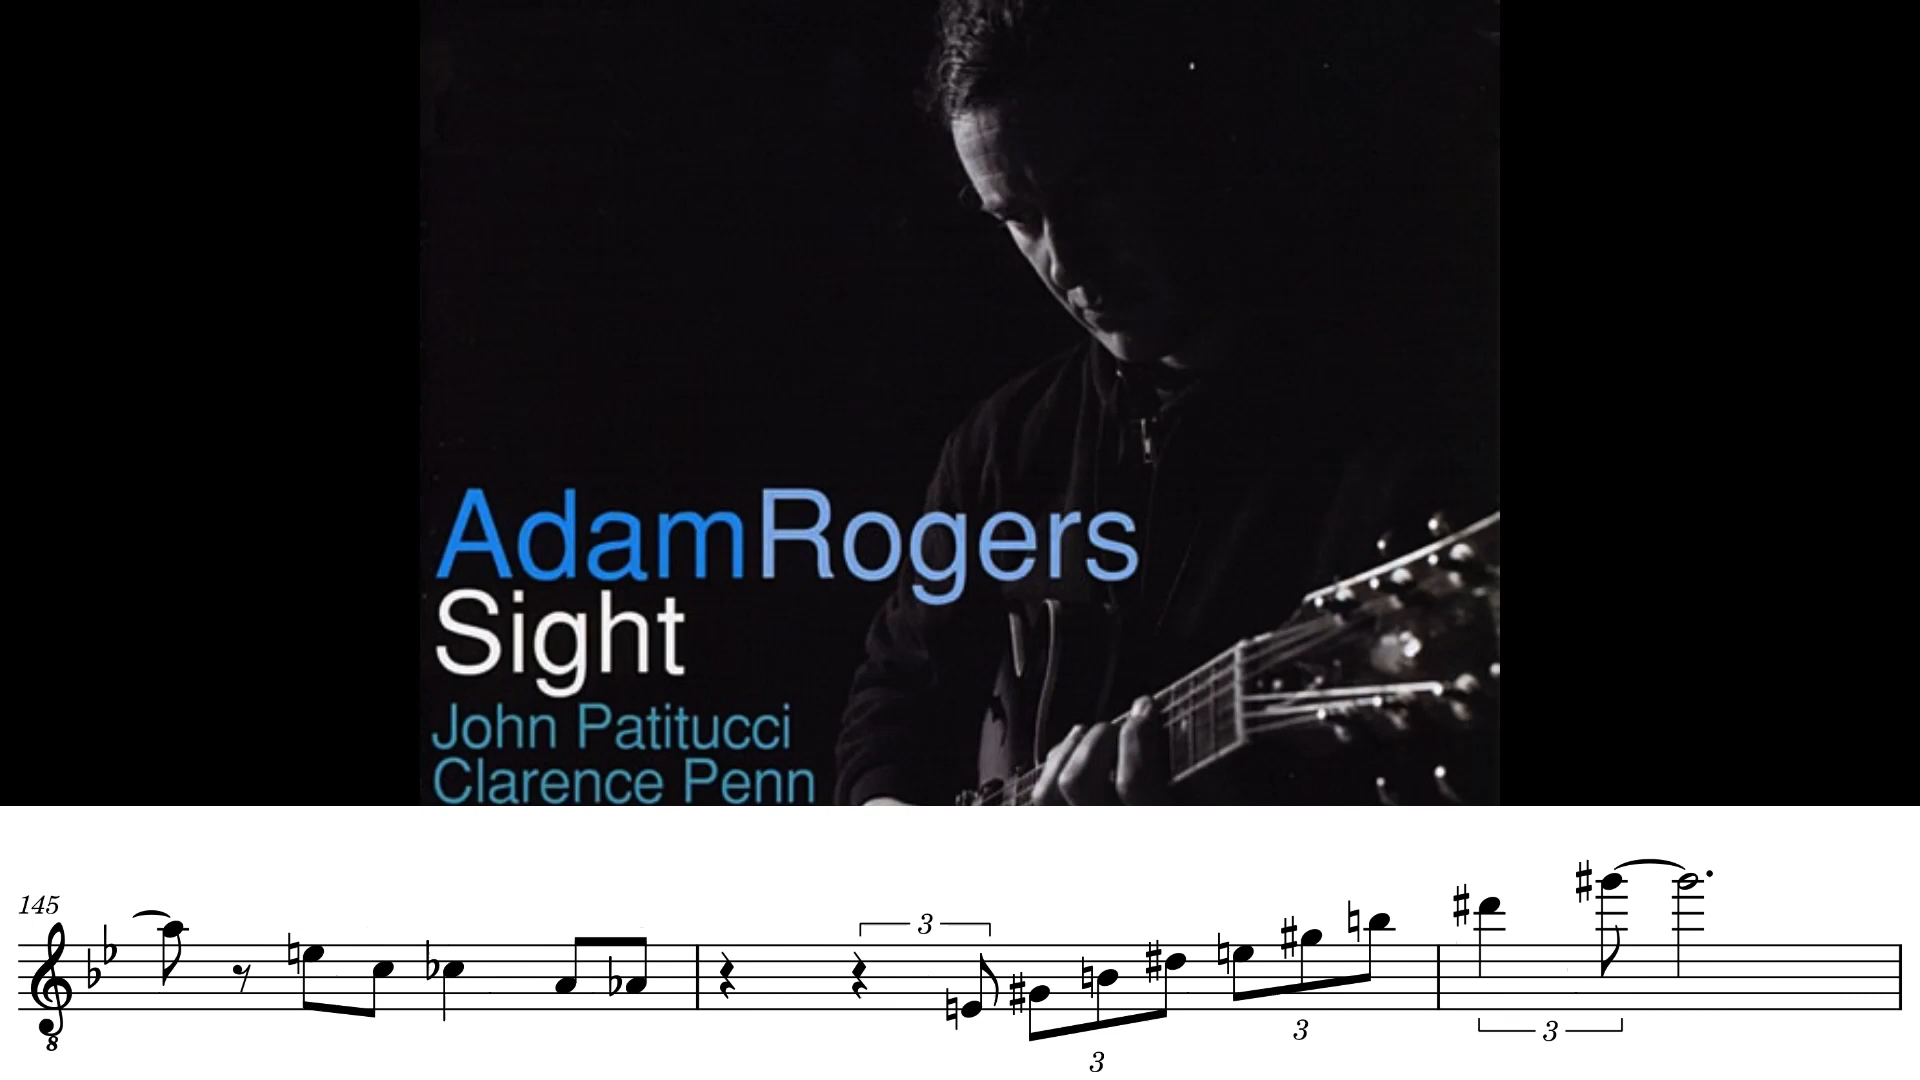 AdamRogers
Sight
John Patitucci
Clarence Penn
145
3
3
3
3
8